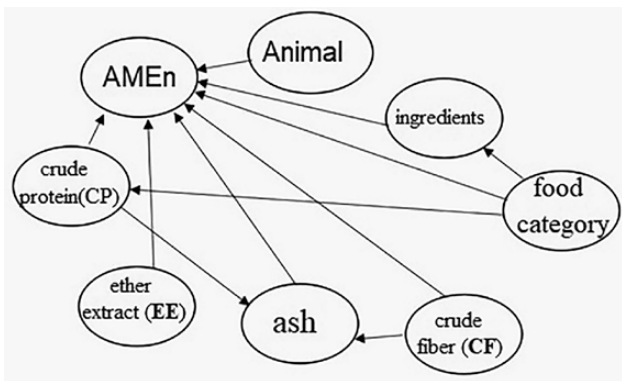 Animal
AMEn
ingredients
crude
protein(CP)
food
category
ether
extract (EE)
ash
crude
fiber (CF)